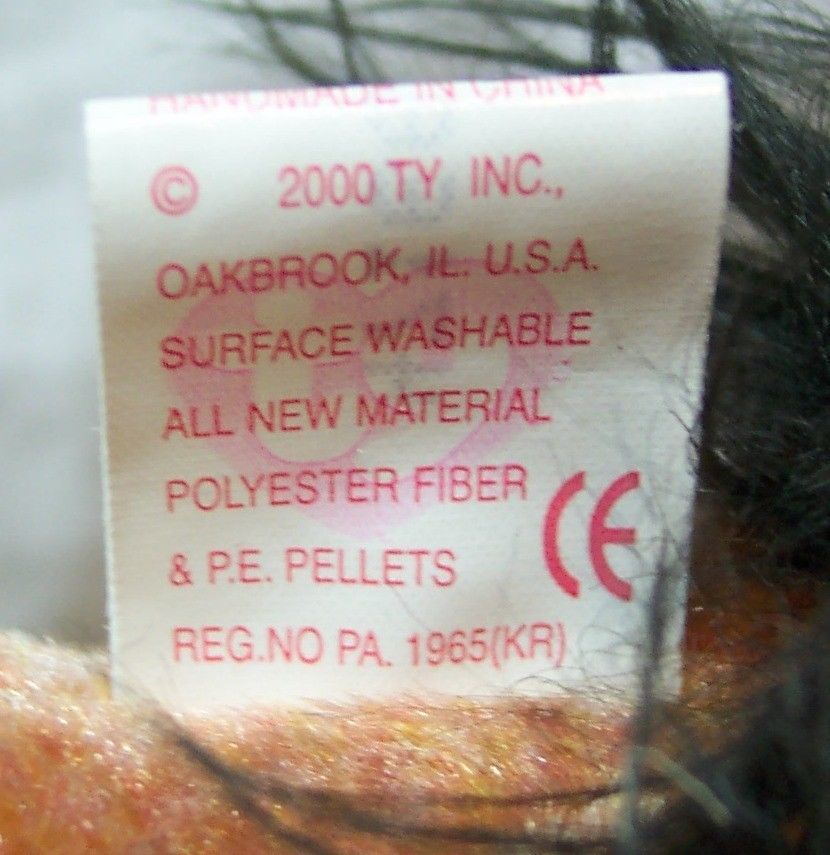 HANDMADE IN CHINA
© 2000 TY INC.,
OAKBROOK, IL. U.S.A.
SURFACE WASHABLE
ALL NEW MATERIAL
POLYESTER FIBER
& P.E. PELLETS
REG.NO PA. 1965(KR)
CE